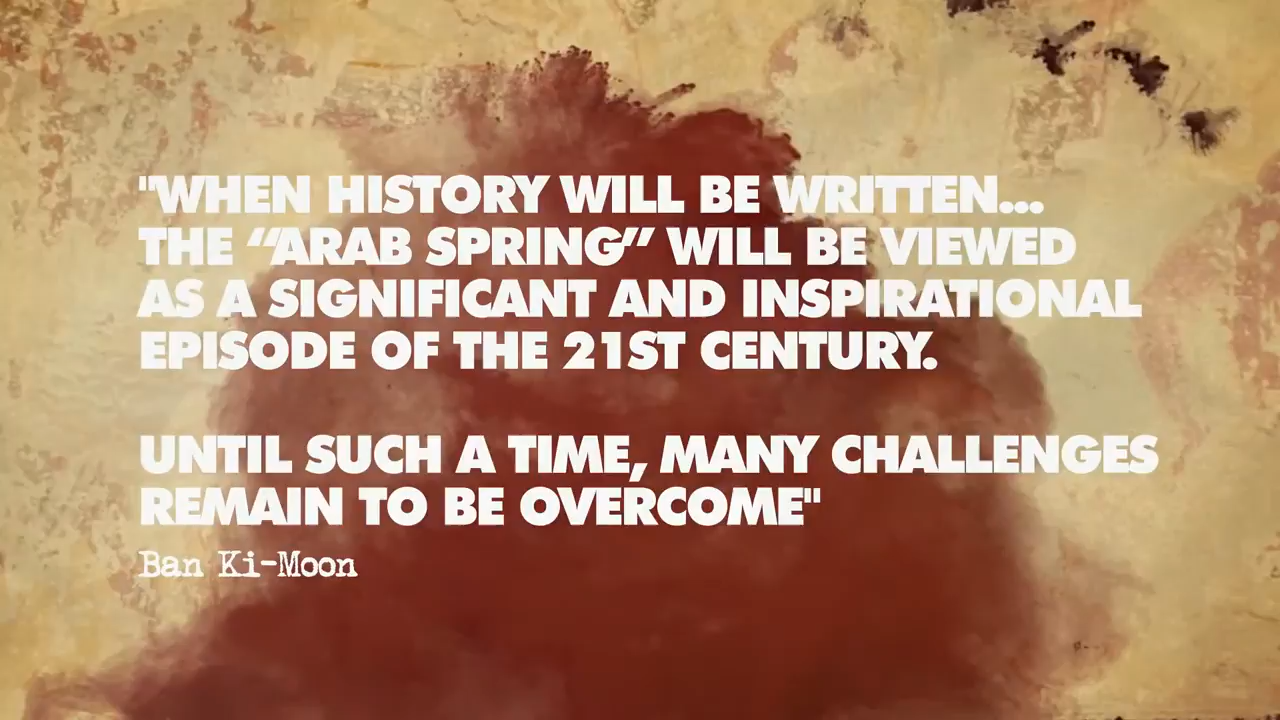 "WHEN HISTORY WILL BE WRITTEN...
THE “ARAB SPRING” WILL BE VIEWED
AS A SIGNIFICANT AND INSPIRATIONAL
EPISODE OF THE 21ST CENTURY.
UNTIL SUCH A TIME, MANY CHALLENGES
REMAIN TO BE OVERCOME"
Ban Ki-Moon